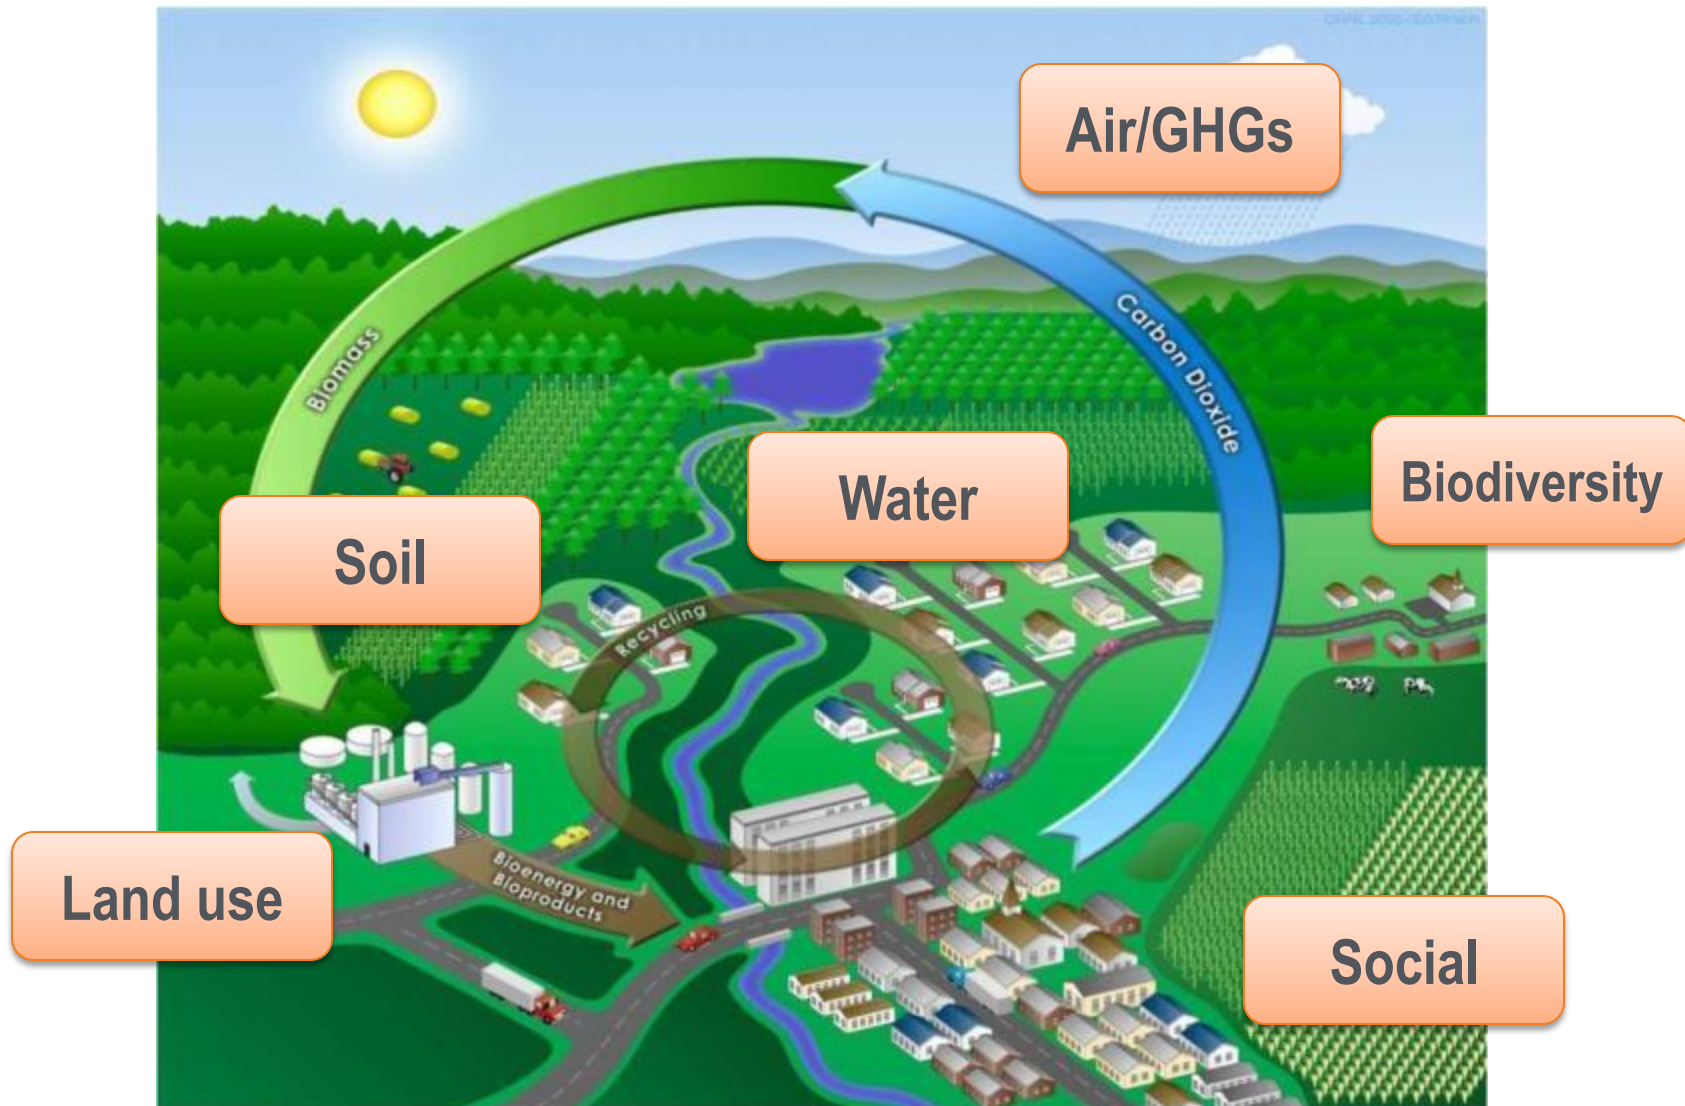 Air/GHGs
Carbon Dioxide
Biomass
Water
Biodiversity
Soil
Recycling
Land use
Bioenergy and
Bioproducts
Social